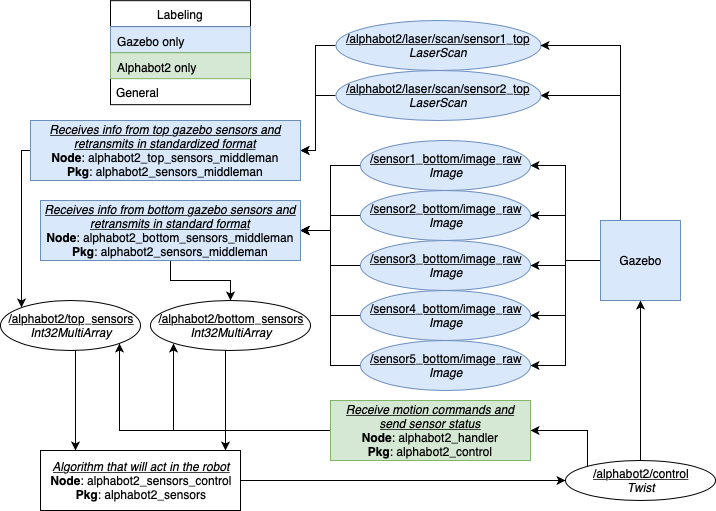 Labeling
Gazebo only
Alphabot2 only
General
/alphabot2/laser/scan/sensor1_top
LaserScan
/alphabot2/laser/scan/sensor2_top
LaserScan
Receives info from top gazebo sensors and
retransmits in standardized format
Node: alphabot2_top_sensors_middleman
Pkg: alphabot2_sensors_middleman
/sensor1_bottom/image_raw
Image
Receives info from bottom gazebo sensors and
retransmits in standard format
Node: alphabot2_bottom_sensors_middleman
Pkg: alphabot2_sensors_middleman
/sensor2_bottom/image_raw
Image
/sensor3_bottom/image_raw
Image
Gazebo
/alphabot2/top_sensors
Int32MultiArray
/alphabot2/bottom_sensors
Int32MultiArray
/sensor4_bottom/image_raw
Image
/sensor5_bottom/image_raw
Image
Receive motion commands and
send sensor status
Node: alphabot2_handler
Pkg: alphabot2_control
Algorithm that will act in the robot
Node: alphabot2_sensors_control
Pkg: alphabot2_sensors
/alphabot2/control
Twist